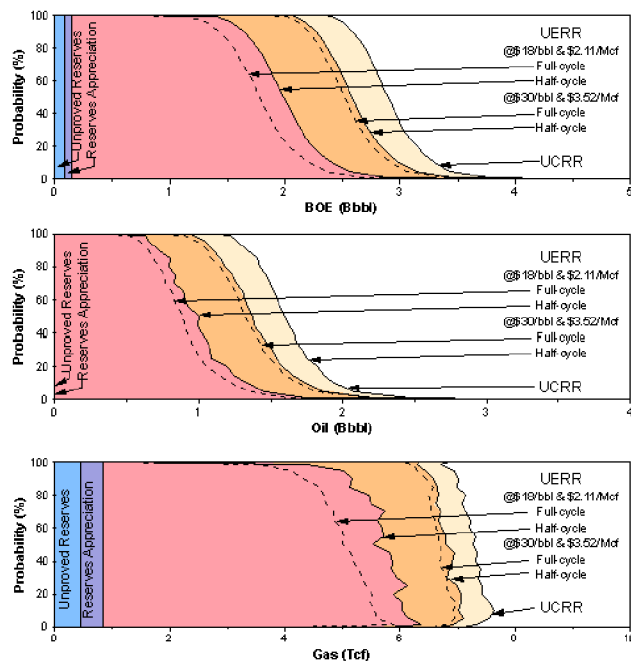 100
80
60
40
20
0
Probability (%)
Unproved Reserves
Reserves Appreciation
UERR
@$18/bbl & $2.11/Mcf
Full-cycle
Half-cycle
@$30/bbl & $3.52/Mcf
Full-cycle
Half-cycle
UCRR
0 1 2 3 4 5
BOE (Bbbl)
100
80
60
40
20
0
Probability (%)
Unproved Reserves
Reserves Appreciation
UERR
@$18/bbl & $2.11/Mcf
Full-cycle
Half-cycle
@$30/bbl & $3.52/Mcf
Full-cycle
Half-cycle
UCRR
0 1 2 3 4
Oil (Bbbl)
100
80
60
40
20
0
Probability (%)
Unproved Reserves
Reserves Appreciation
UERR
@$18/bbl & $2.11/Mcf
Full-cycle
Half-cycle
@$30/bbl & $3.52/Mcf
Full-cycle
Half-cycle
UCRR
0 2 4 6 8 10
Gas (Tcf)